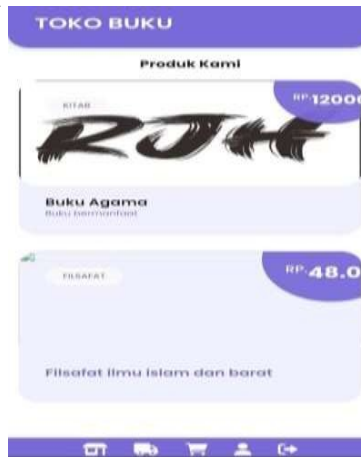 TOKO BUKU
Produk Kami
KITAB
RP.12000
RJH
Buku Agama
Buku bermanfaat
FILSAFAT
RP.48.0
Filsafat ilmu islam dan barat